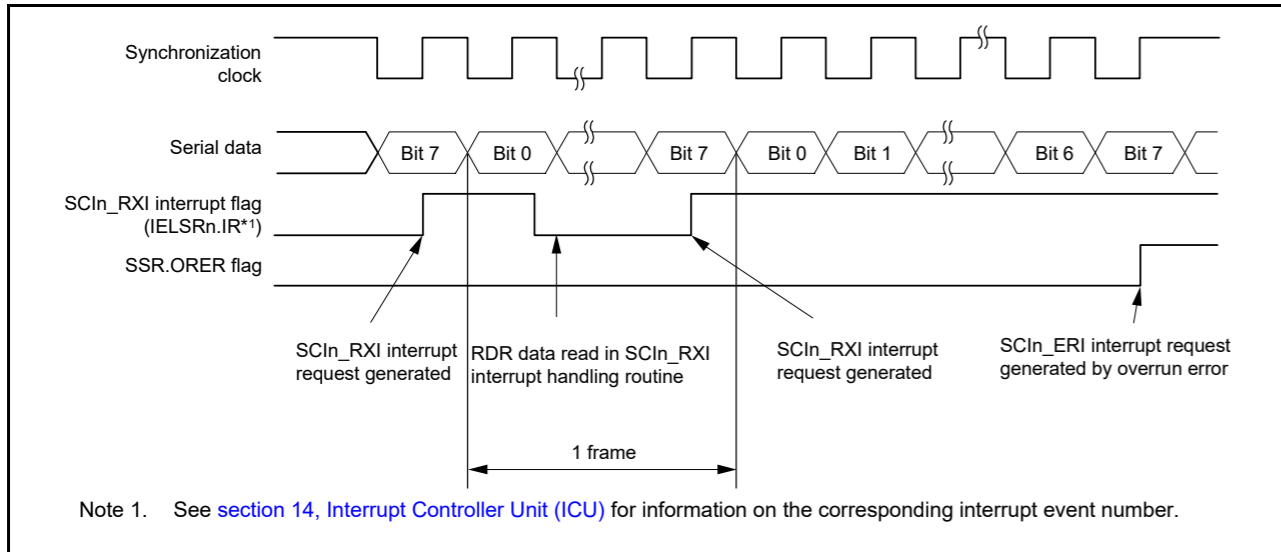 Synchronization
clock
Serial data
Bit 7 Bit 0 Bit 7 Bit 0 Bit 1 Bit 6 Bit 7
SCIn_RXI interrupt flag
(IELSRn.IR*1)
SSR.ORER flag
SCIn_RXI interrupt
request generated
RDR data read in SCIn_RXI
interrupt handling routine
SCIn_RXI interrupt
request generated
SCIn_ERI interrupt request
generated by overrun error
1 frame
Note 1. See section 14, Interrupt Controller Unit (ICU) for information on the corresponding interrupt event number.